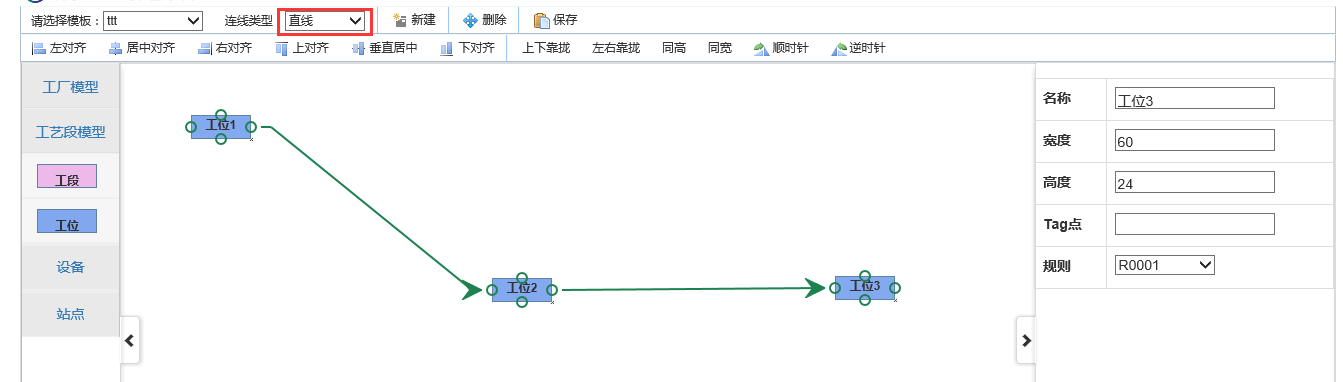 请选择模板： ttt 连线类型 直线 新建 删除 保存
左对齐 居中对齐 右对齐 上对齐 垂直居中 下对齐 上下靠拢 左右靠拢 同高 同宽 顺时针 逆时针
工厂模型
工艺段模型
工段
工位
设备
站点
工位1
工位2
工位3
名称 工位3
宽度 60
高度 24
Tag点
规则 R0001